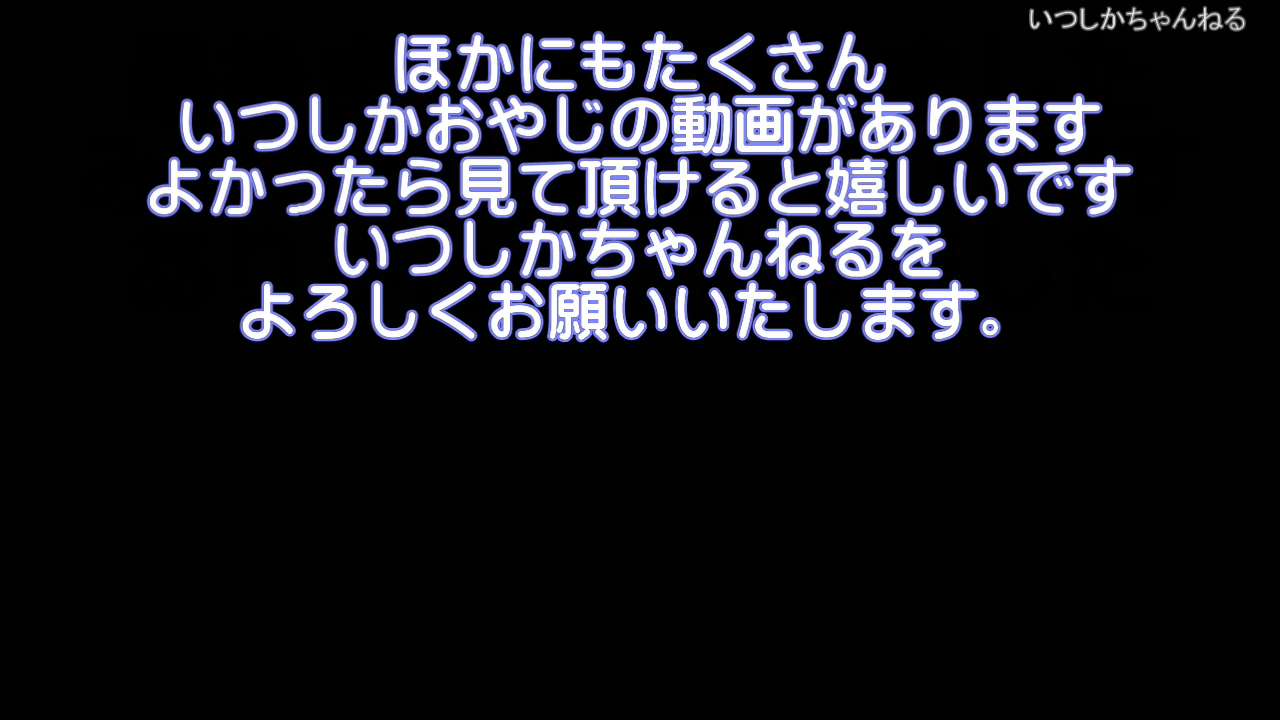 いつしかちゃんねる
ほかにもたくさん
いつしかおやじの動画があります
よかったら見て頂けると嬉しいです
いつしかちゃんねるを
よろしくお願いいたします。